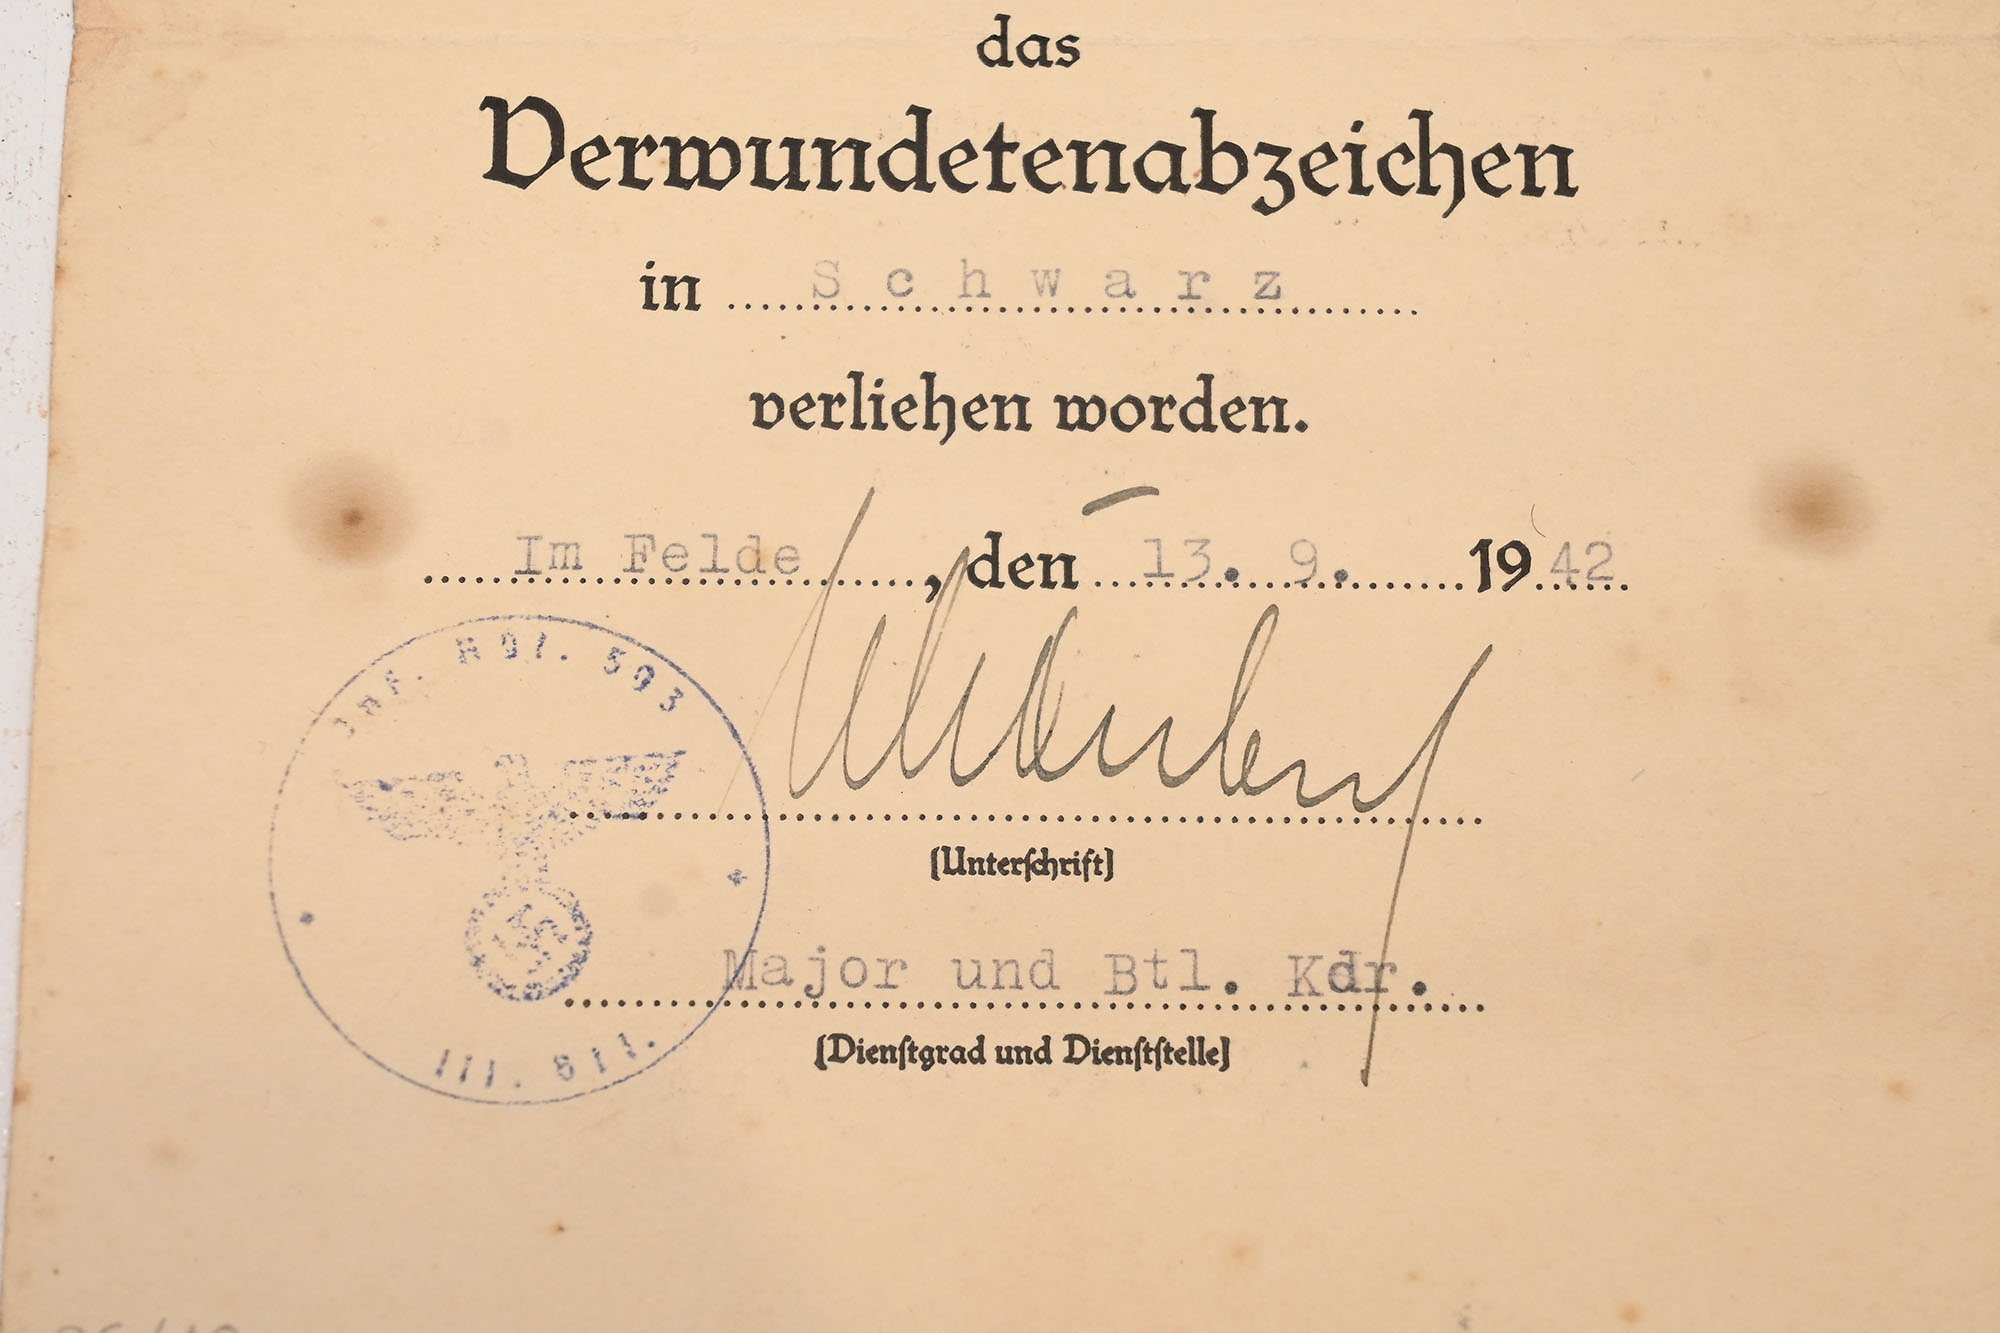 das
Verwundetenabzeichen
in Schwarz
verliehen worden.
Im Felde, den 13. 9. 1942
Inf. Rgt. 593
(Unterschrift)
Major und Btl. Kdr.
(Dienstgrad und Dienststelle)
III. Btl.